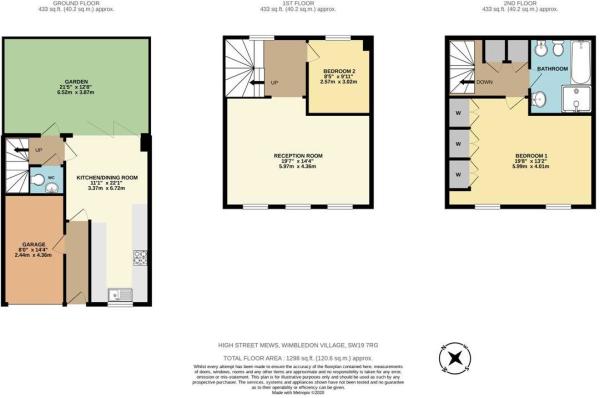 GROUND FLOOR
433 sq.ft. (40.2 sq.m.) approx.
1ST FLOOR
433 sq.ft. (40.2 sq.m.) approx.
2ND FLOOR
433 sq.ft. (40.2 sq.m.) approx.
GARDEN
21'5" x 12'8"
6.52m x 3.87m
UP
WC
KITCHEN/DINING ROOM
11'1" x 22'1"
3.37m x 6.72m
GARAGE
8'0" x 14'4"
2.44m x 4.36m
UP
BEDROOM 2
8'5" x 9'11"
2.57m x 3.02m
RECEPTION ROOM
19'7" x 14'4"
5.97m x 4.36m
DOWN
BATHROOM
W
W
W
BEDROOM 1
19'8" x 13'2"
5.99m x 4.01m
HIGH STREET MEWS, WIMBLEDON VILLAGE, SW19 7RG
TOTAL FLOOR AREA : 1298 sq.ft. (120.6 sq.m.) approx.
Whilst every attempt has been made to ensure the accuracy of the floorplan contained here, measurements
of doors, windows, rooms and any other items are approximate and no responsibility is taken for any error,
omission or mis-statement. This plan is for illustrative purposes only and should be used as such by any
prospective purchaser. The services, systems and appliances shown have not been tested and no guarantee
as to their operability or efficiency can be given.
Made with Metropix ©2020